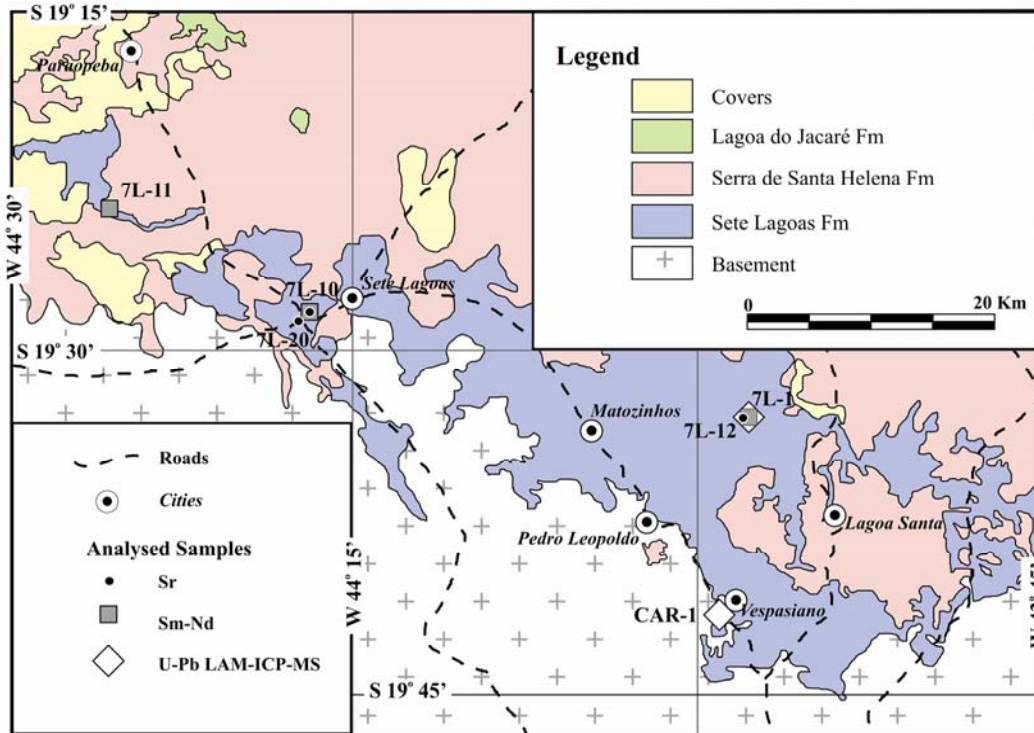 S 19° 15'
Paraopeba
Legend
Covers
Lagoa do Jacaré Fm
Serra de Santa Helena Fm
Sete Lagoas Fm
Basement
0 20 Km
7L-11
W 44° 30'
7L-10
Sete Lagoas
7L-20
S 19° 30'
Matozinhos
7L-1
7L-12
Roads
Cities
Analysed Samples
Sr
Sm-Nd
U-Pb LAM-ICP-MS
Pedro Leopoldo
Lagoa Santa
W 44° 15'
CAR-1
Vespasiano
S 19° 45'